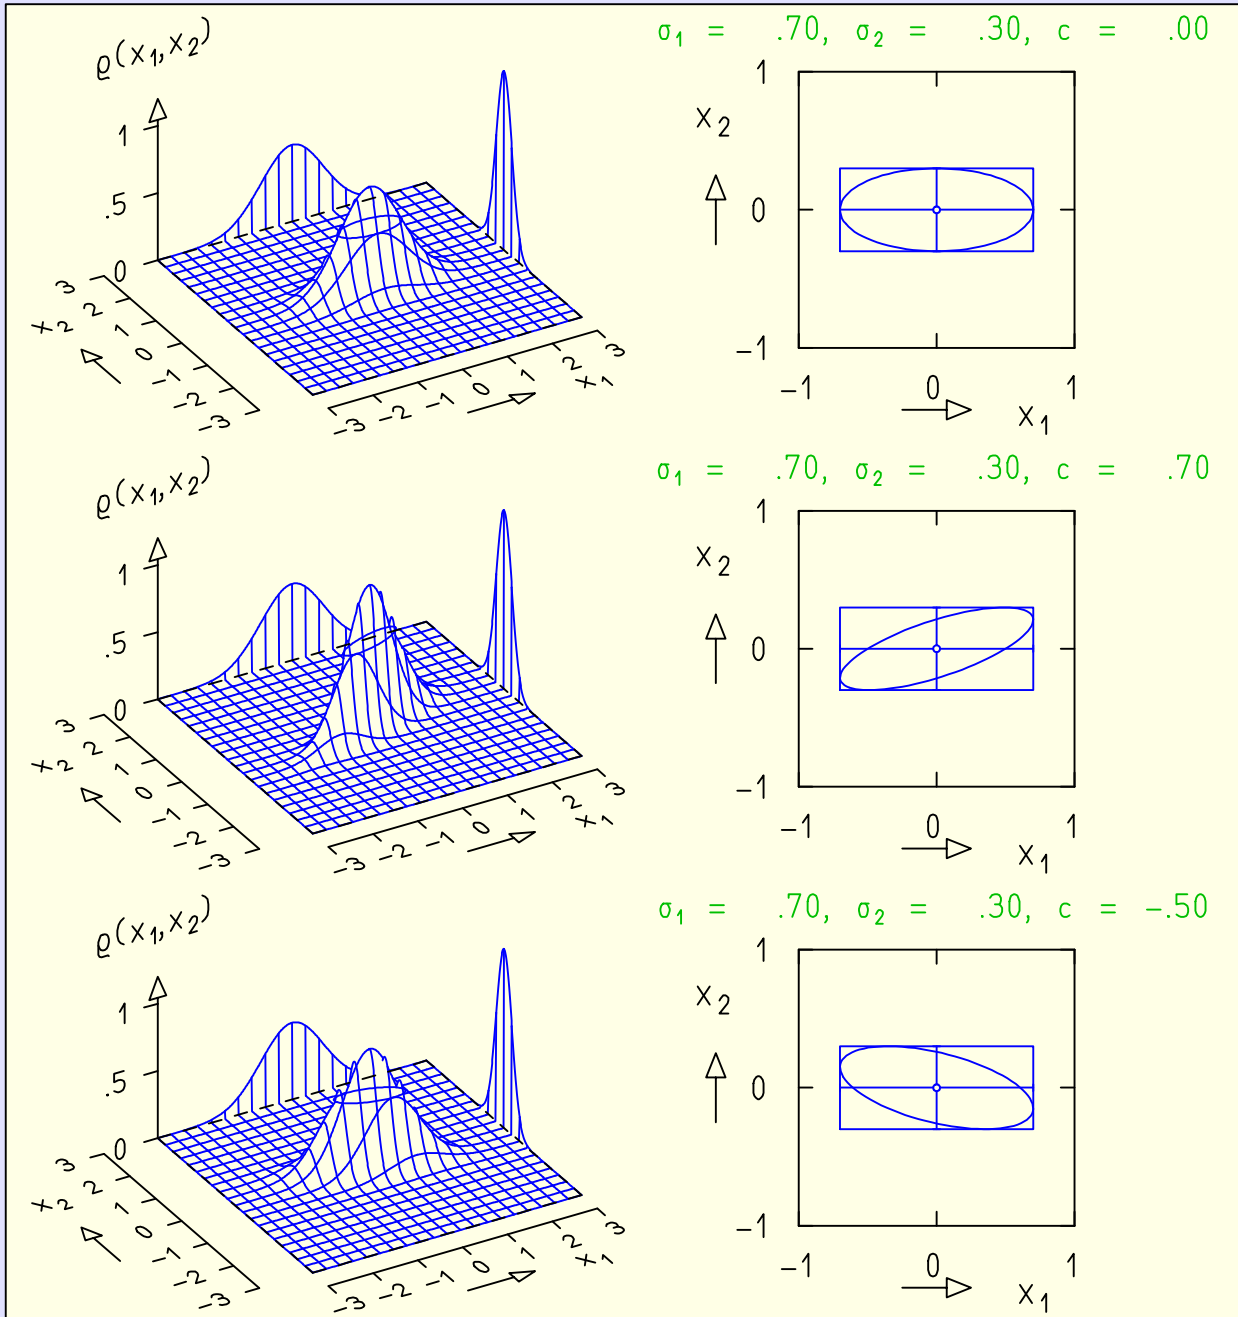 ϱ(x₁,x₂)
1
.5
0
3
2
1
0
-1
-2
-3
x₂
-3
-2
-1
0
1
2
3
x₁
σ₁ = .70, σ₂ = .30, c = .00
1
x₂
0
-1
-1 0 1
x₁
ϱ(x₁,x₂)
1
.5
0
3
2
1
0
-1
-2
-3
x₂
-3
-2
-1
0
1
2
3
x₁
σ₁ = .70, σ₂ = .30, c = .70
1
x₂
0
-1
-1 0 1
x₁
ϱ(x₁,x₂)
1
.5
0
3
2
1
0
-1
-2
-3
x₂
-3
-2
-1
0
1
2
3
x₁
σ₁ = .70, σ₂ = .30, c = -.50
1
x₂
0
-1
-1 0 1
x₁